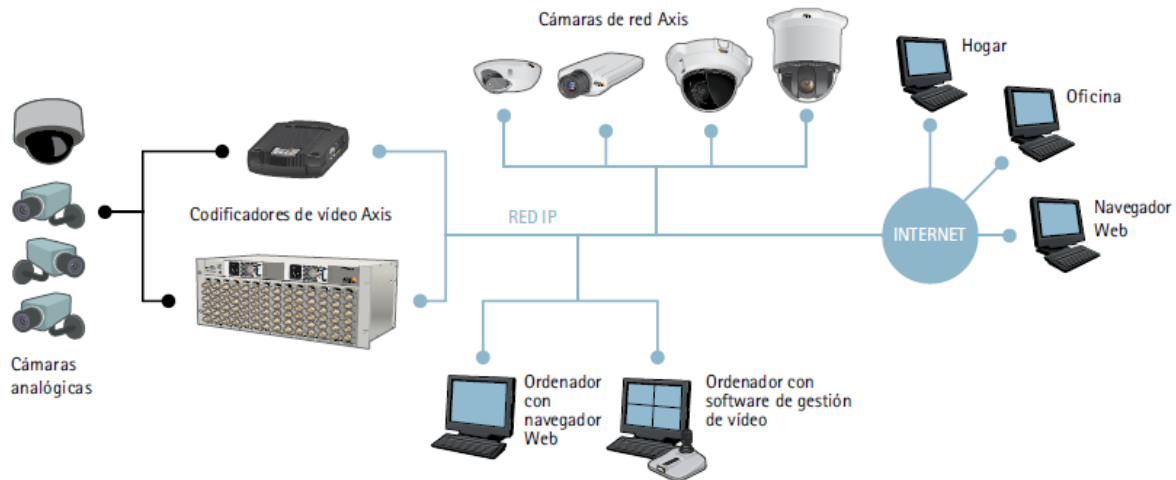 Cámaras de red Axis
Hogar
Oficina
Codificadores de vídeo Axis
RED IP
INTERNET
Navegador
Web
Cámaras
analógicas
Ordenador
con
navegador
Web
Ordenador con
software de gestión
de vídeo